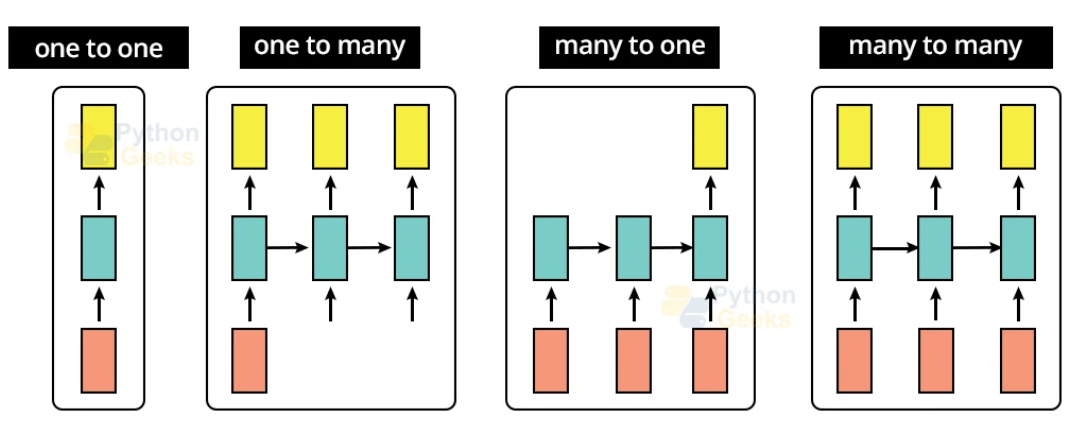 one to one
one to many
many to one
many to many
Python
Geeks
Python
Geeks